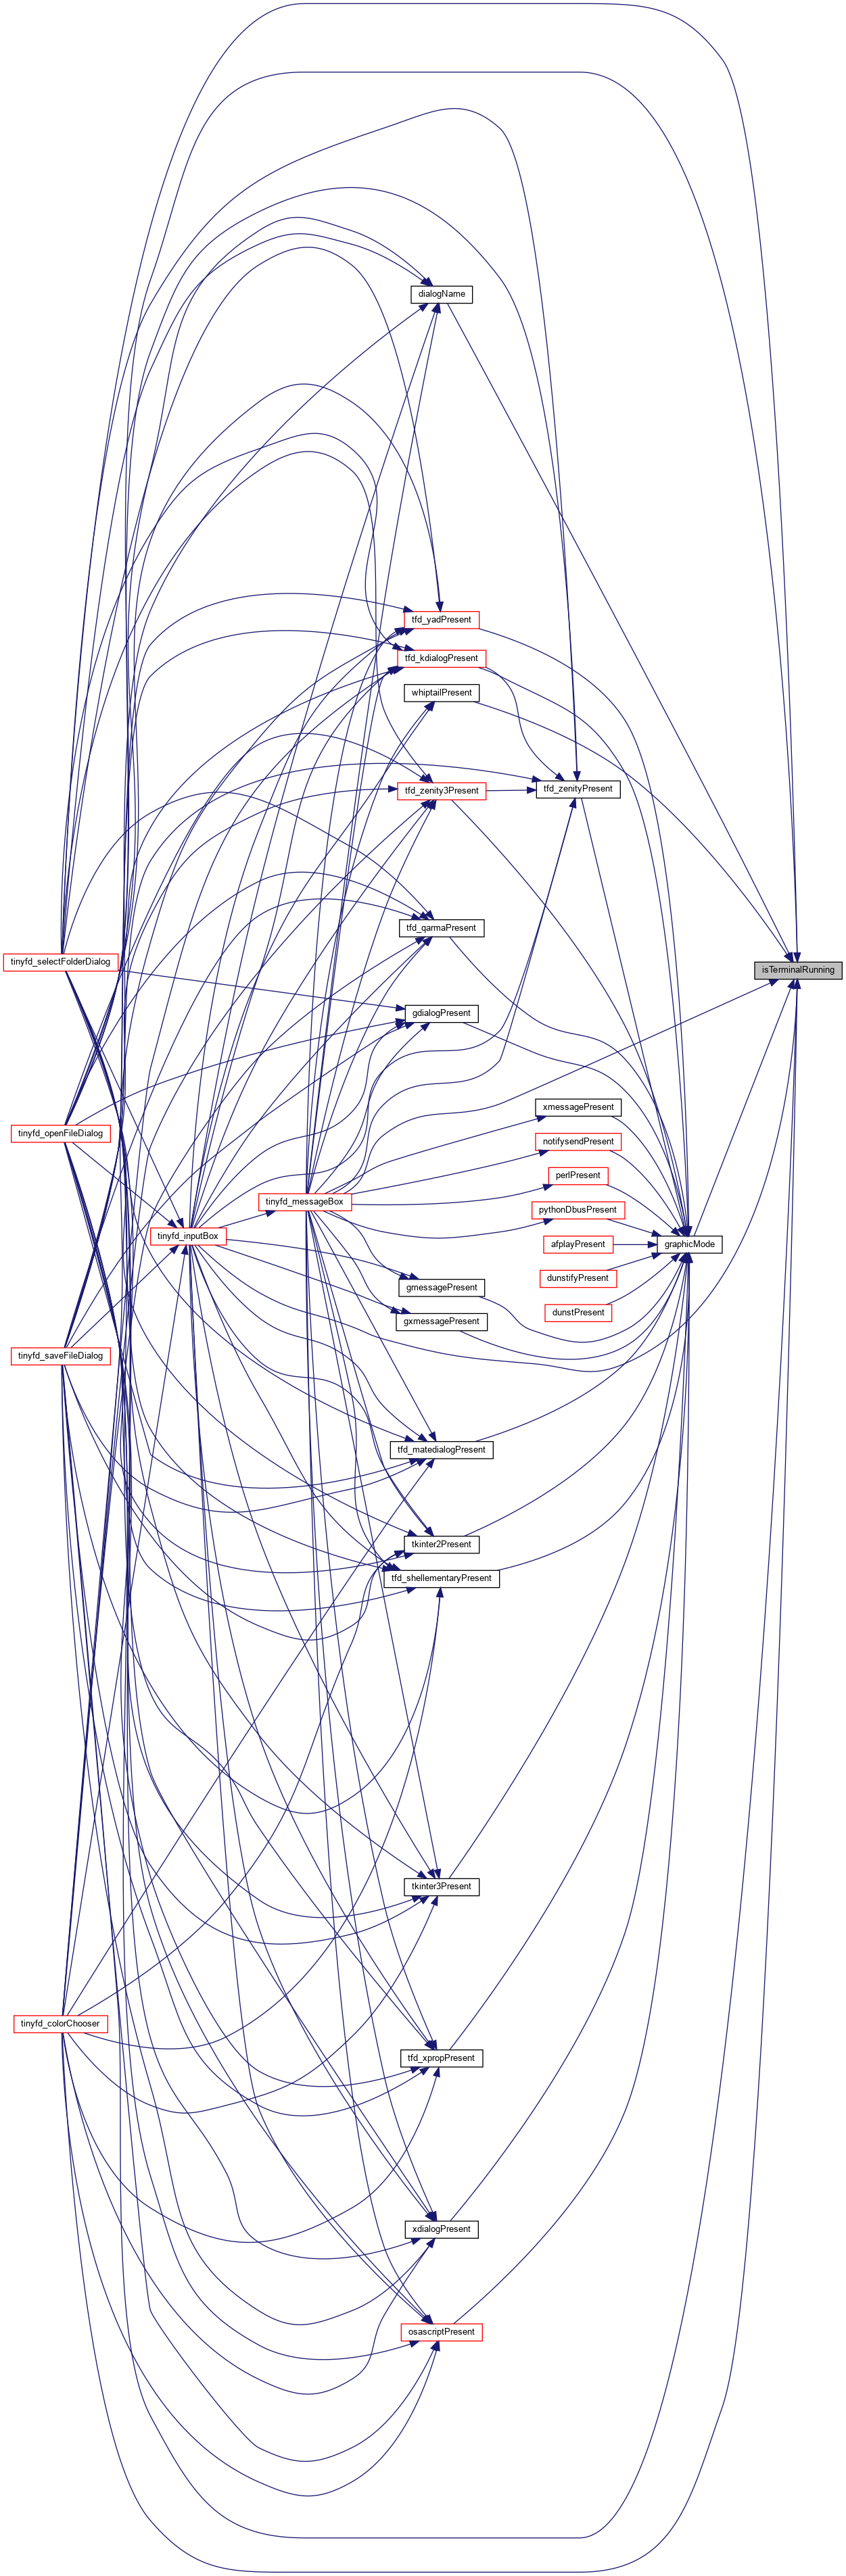 dialogName
tfd_yadPresent
tfd_kdialogPresent
whiptailPresent
tfd_zenityPresent
tfd_zenity3Present
tfd_qarmaPresent
tinyfd_selectFolderDialog
isTerminalRunning
gdialogPresent
xmessagePresent
tinyfd_openFileDialog
notifysendPresent
perlPresent
tinyfd_messageBox
pythonDbusPresent
tinyfd_inputBox
afplayPresent
graphicMode
dunstifyPresent
gmessagePresent
dunstPresent
gxmessagePresent
tinyfd_saveFileDialog
tfd_matedialogPresent
tkinter2Present
tfd_shellementaryPresent
tkinter3Present
tinyfd_colorChooser
tfd_xpropPresent
xdialogPresent
osascriptPresent